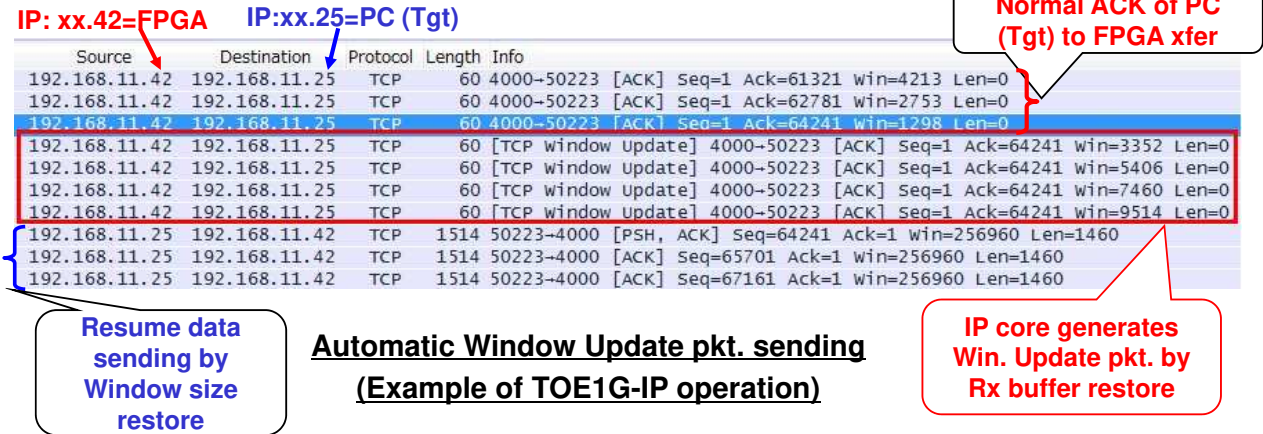 Normal ACK of PC
(Tgt) to FPGA xfer
IP: xx.42=FPGA IP:xx.25=PC (Tgt)
Source Destination Protocol Length Info
192.168.11.42 192.168.11.25 TCP 60 4000→50223 [ACK] Seq=1 Ack=61321 Win=4213 Len=0
192.168.11.42 192.168.11.25 TCP 60 4000→50223 [ACK] Seq=1 Ack=62781 Win=2753 Len=0
192.168.11.42 192.168.11.25 TCP 60 4000→50223 [ACK] Seq=1 Ack=64241 Win=1298 Len=0
192.168.11.42 192.168.11.25 TCP 60 [TCP Window Update] 4000→50223 [ACK] Seq=1 Ack=64241 Win=3352 Len=0
192.168.11.42 192.168.11.25 TCP 60 [TCP Window Update] 4000→50223 [ACK] Seq=1 Ack=64241 Win=5406 Len=0
192.168.11.42 192.168.11.25 TCP 60 [TCP Window Update] 4000→50223 [ACK] Seq=1 Ack=64241 Win=7460 Len=0
192.168.11.42 192.168.11.25 TCP 60 [TCP Window Update] 4000→50223 [ACK] Seq=1 Ack=64241 Win=9514 Len=0
192.168.11.25 192.168.11.42 TCP 1514 50223→4000 [PSH, ACK] Seq=64241 Ack=1 Win=256960 Len=1460
192.168.11.25 192.168.11.42 TCP 1514 50223→4000 [ACK] Seq=65701 Ack=1 Win=256960 Len=1460
192.168.11.25 192.168.11.42 TCP 1514 50223→4000 [ACK] Seq=67161 Ack=1 Win=256960 Len=1460
Resume data
sending by
Window size
restore
Automatic Window Update pkt. sending
(Example of TOE1G-IP operation)
IP core generates
Win. Update pkt. by
Rx buffer restore